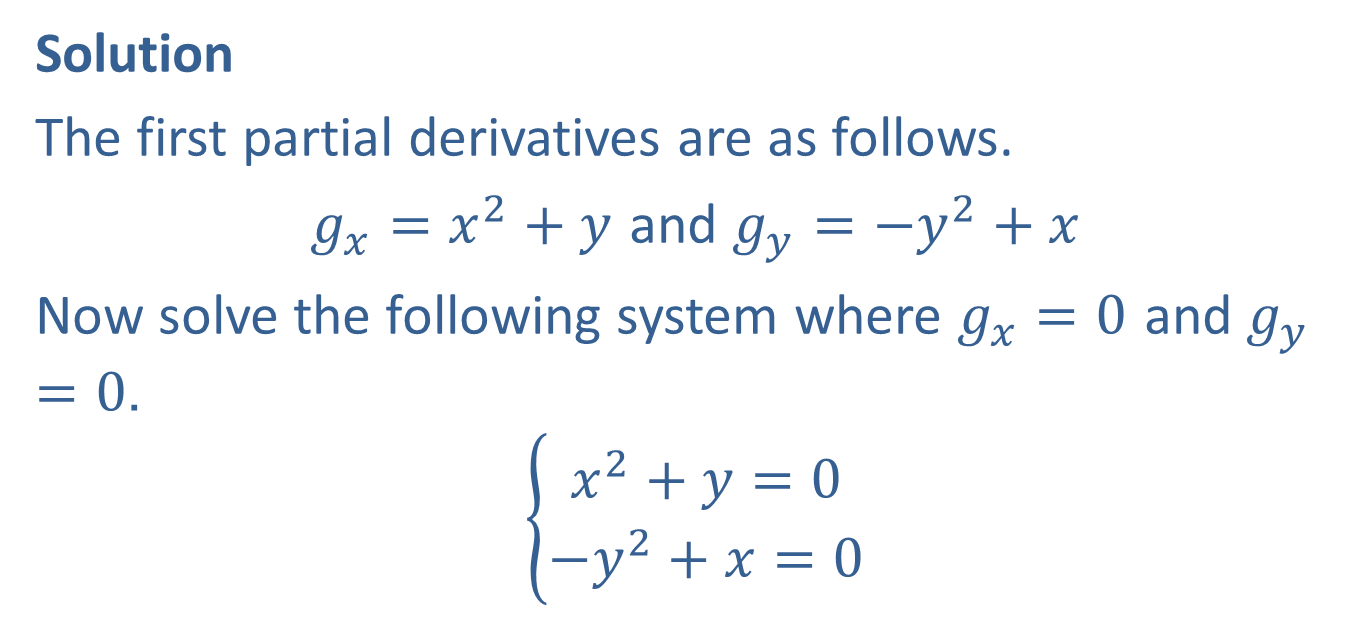 Solution
The first partial derivatives are as follows.
gₓ = x² + y and g_y = −y² + x
Now solve the following system where gₓ = 0 and g_y
= 0.
x² + y = 0
−y² + x = 0